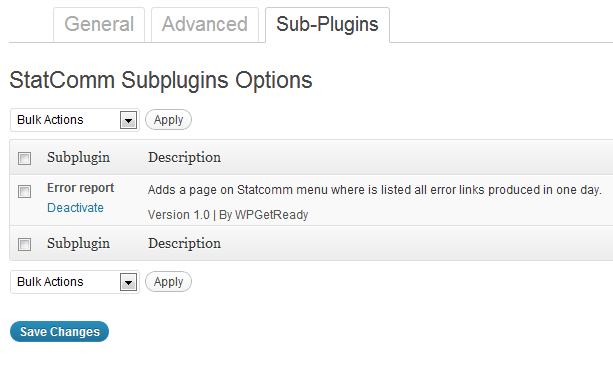 General Advanced Sub-Plugins
StatComm Subplugins Options
Bulk Actions Apply
Subplugin Description
Error report Adds a page on Statcomm menu where is listed all error links produced in one day.
Deactivate
Version 1.0 | By WPGetReady
Subplugin Description
Bulk Actions Apply
Save Changes